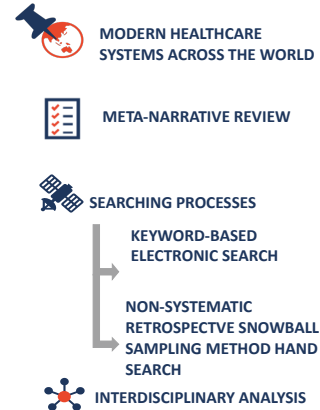 MODERN HEALTHCARE
SYSTEMS ACROSS THE WORLD
META-NARRATIVE REVIEW
SEARCHING PROCESSES
KEYWORD-BASED
ELECTRONIC SEARCH
NON-SYSTEMATIC
RETROSPECTVE SNOWBALL
SAMPLING METHOD HAND
SEARCH
INTERDISCIPLINARY ANALYSIS